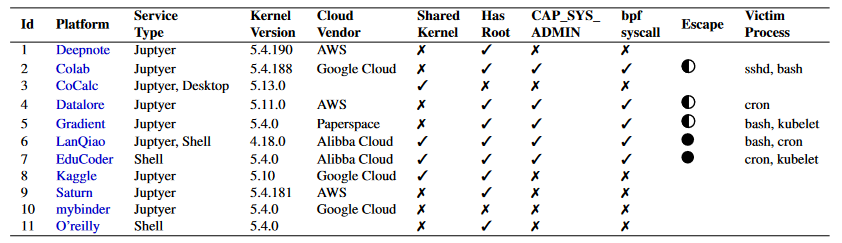 Id Platform Service Type Kernel Version Cloud Vendor Shared Kernel Has Root CAP_SYS_ADMIN bpf syscall Escape Victim Process
1 Deepnote Juptyer 5.4.190 AWS ✗ ✓ ✗ ✗
2 Colab Juptyer 5.4.188 Google Cloud ✗ ✓ ✓ ✓ ◐ sshd, bash
3 CoCalc Juptyer, Desktop 5.13.0 ✓ ✗ ✗ ✗
4 Datalore Juptyer 5.11.0 AWS ✗ ✓ ✓ ✓ ◐ cron
5 Gradient Juptyer 5.4.0 Paperspace ✗ ✓ ✓ ✓ ◐ bash, kubelet
6 LanQiao Juptyer, Shell 4.18.0 Alibba Cloud ✓ ✓ ✓ ✓ ● bash, cron
7 EduCoder Shell 5.4.0 Alibba Cloud ✓ ✓ ✓ ✓ ● cron, kubelet
8 Kaggle Juptyer 5.10 Google Cloud ✓ ✓ ✗ ✗
9 Saturn Juptyer 5.4.181 AWS ✗ ✓ ✗ ✗
10 mybinder Juptyer 5.4.0 Google Cloud ✗ ✗ ✗ ✗
11 O'reilly Shell 5.4.0 ✗ ✓ ✗ ✗